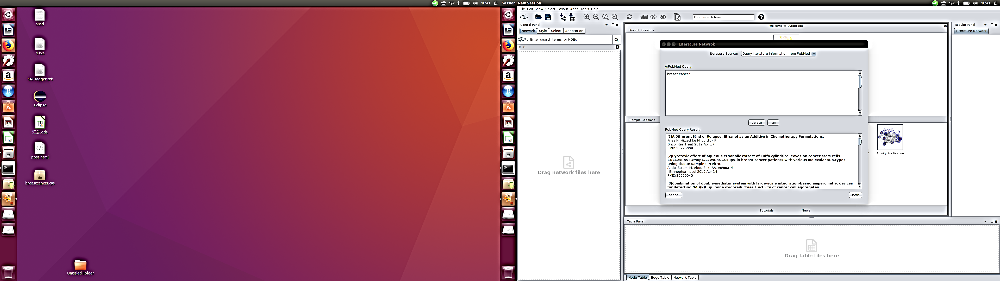 10:41
Session: New Session
10:41
sasd
1.txt
CRFTagger.txt
Eclipse
汇总.ods
post.html
zip
breastcancer.cys
Untitled Folder
File Edit View Select Layout Apps Tools Help
Enter search term...
Control Panel
Network Style Select Annotation
Enter search terms for NDEx...
Drag network files here
Welcome to Cytoscape
Recent Sessions
Sample Sessions
Affinity Purification
Tutorials
News
Literature Netwrok
literature Source: Query literature information from PubMed
A:PubMed Query:
breast cancer
delete run
PubMed Query Result:
[1]A Different Kind of Relapse: Ethanol as an Additive in Chemotherapy Formulations.
Fries H, Hitzschke M, Lordick F
Oncol Res Treat 2019 Apr 17
PMID:30995668
[2]Cytotoxic effect of aqueous ethanolic extract of Luffa cylindrica leaves on cancer stem cells
CD44<sup>+</sup>/24<sup>-</sup> in breast cancer patients with various molecular sub-types
using tissue samples in vitro.
Abdel-Salam IM, Abou-Bakr AA, Ashour M
J Ethnopharmacol 2019 Apr 14
PMID:30995545
[3]Combination of double-mediator system with large-scale integration-based amperometric devices
for detecting NAD(P)H:quinone oxidoreductase 1 activity of cancer cell aggregates.
cancel next
Results Panel
Literature Network
Table Panel
Drag table files here
Node Table Edge Table Network Table